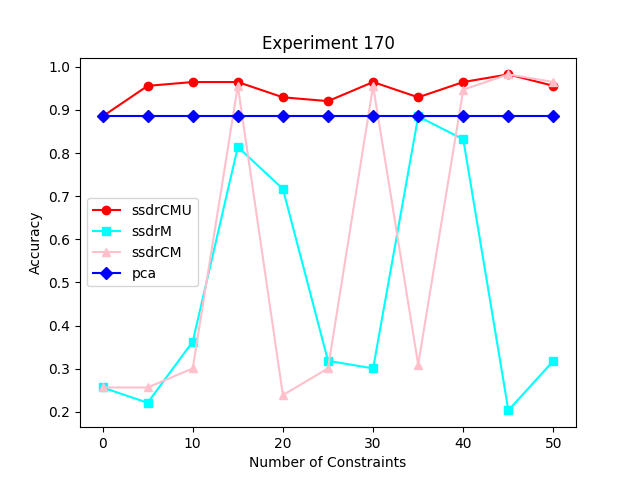 Experiment 170
1.0
0.9
0.8
0.7
0.6
0.5
0.4
0.3
0.2
Accuracy
ssdrCMU
ssdrM
ssdrCM
pca
0 10 20 30 40 50
Number of Constraints